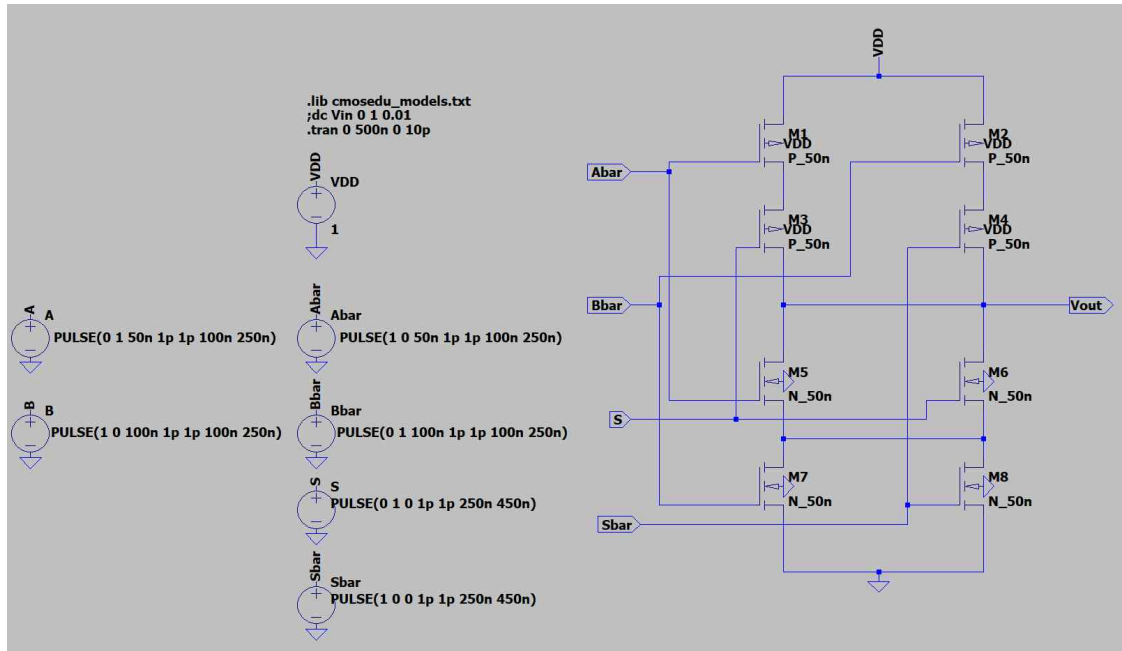 .lib cmosedu_models.txt
;dc Vin 0 1 0.01
.tran 0 500n 0 10p
VDD
VDD
1
A
A
PULSE(0 1 50n 1p 1p 100n 250n)
Abar
Abar
PULSE(1 0 50n 1p 1p 100n 250n)
B
B
PULSE(1 0 100n 1p 1p 100n 250n)
Bbar
Bbar
PULSE(0 1 100n 1p 1p 100n 250n)
S
S
PULSE(0 1 0 1p 1p 250n 450n)
Sbar
Sbar
PULSE(1 0 0 1p 1p 250n 450n)
VDD
M1
VDD
P_50n
M2
VDD
P_50n
Abar
M3
VDD
P_50n
M4
VDD
P_50n
Bbar
Vout
M5
N_50n
M6
N_50n
S
M7
N_50n
M8
N_50n
Sbar